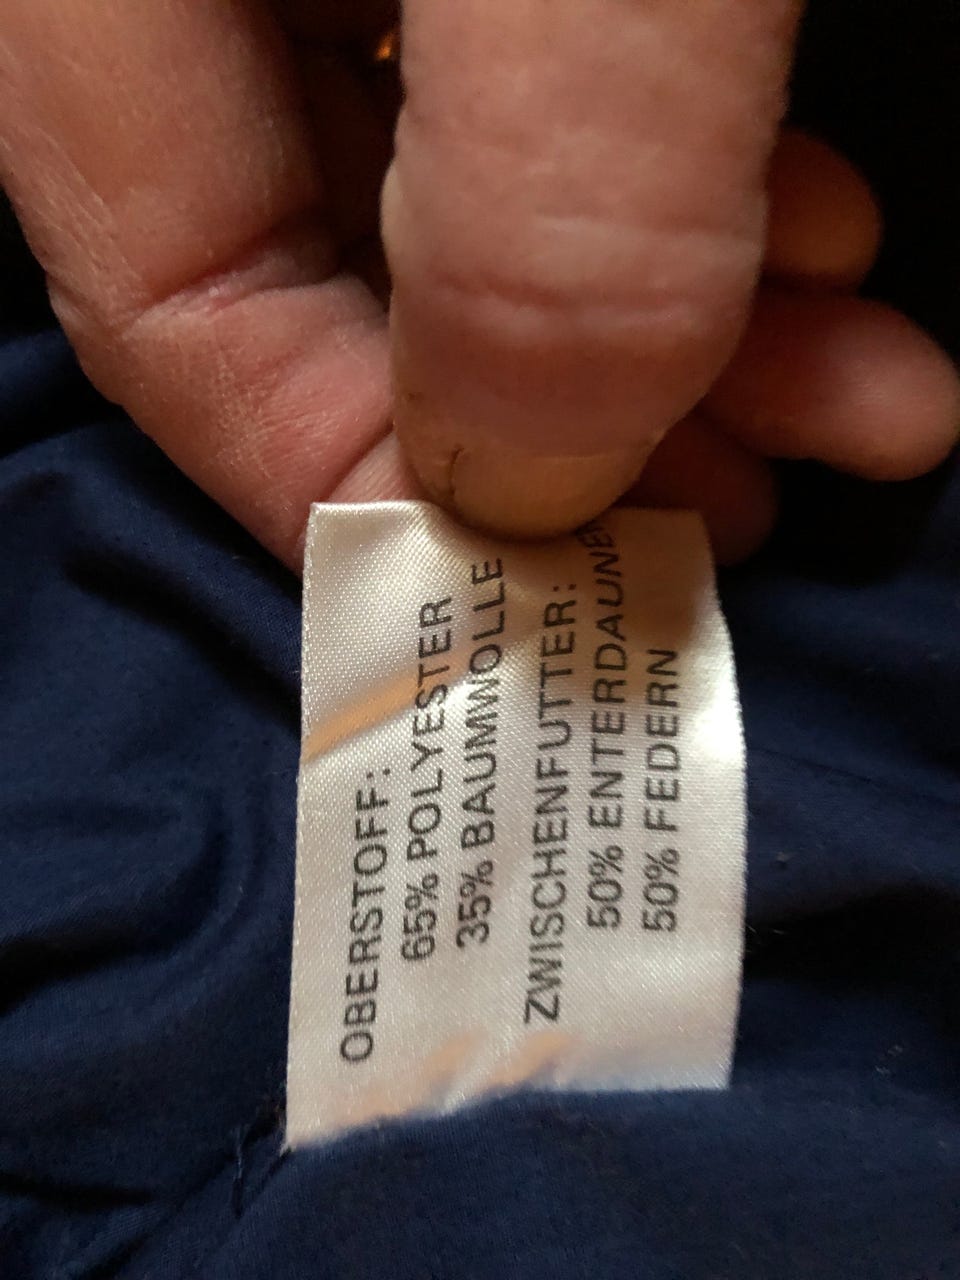 OBERSTOFF:
65% POLYESTER
35% BAUMWOLLE
ZWISCHENFUTTER:
50% ENTERDAUNEN
50% FEDERN